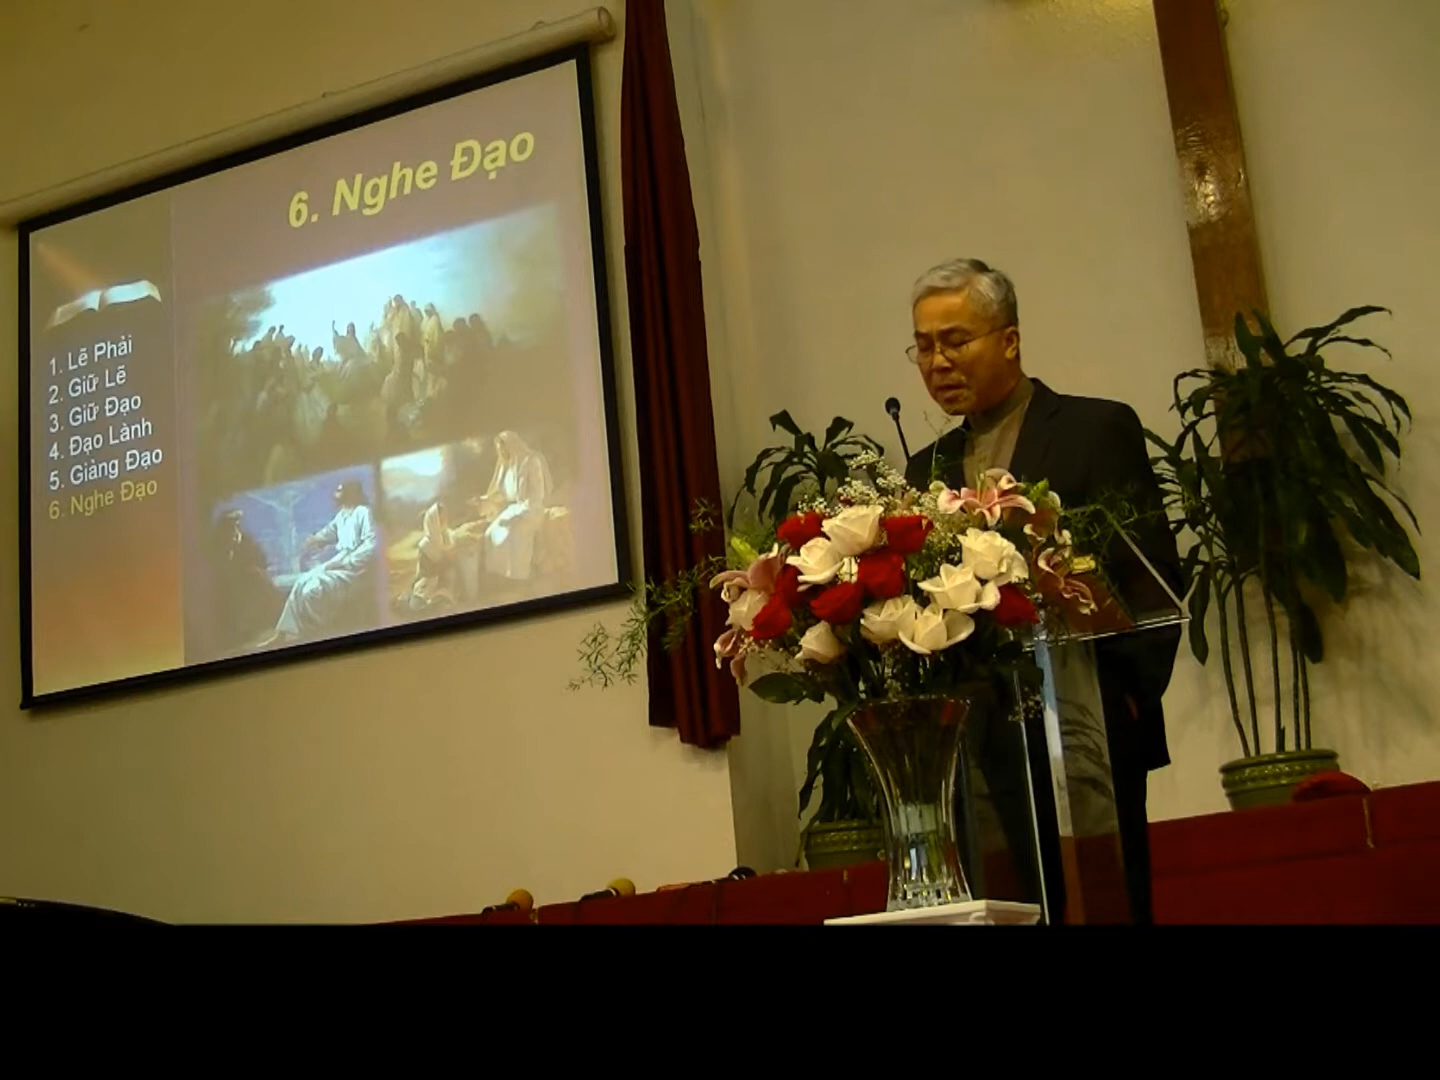 6. Nghe Đạo
1. Lẽ Phải
2. Giữ Lẽ
3. Giữ Đạo
4. Đạo Lành
5. Giảng Đạo
6. Nghe Đạo